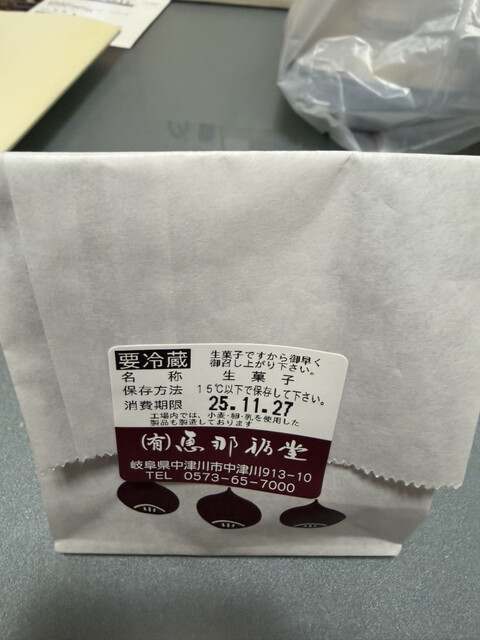 要冷蔵 生菓子ですから御早く
御召し上がり下さい。
名 称 生 菓 子
保存方法 15℃以下で保存して下さい。
消費期限 25.11.27
工場内では、小麦・卵・乳を使用した
製品も製造しております
(有)恵那福堂
岐阜県中津川市中津川913-10
TEL 0573-65-7000